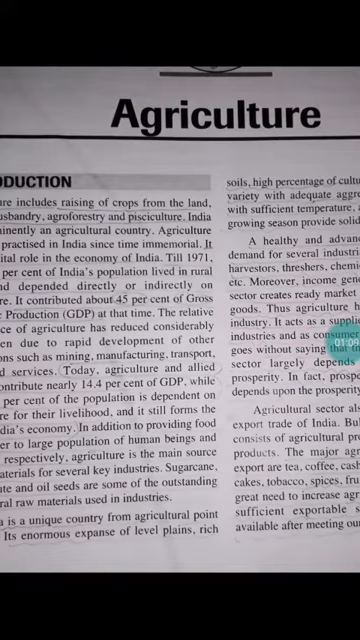 Agriculture
ODUCTION
ure includes raising of crops from the land,
usbandry, agroforestry and pisciculture. India
inently an agricultural country. Agriculture
practised in India since time immemorial. It
ital role in the economy of India. Till 1971,
per cent of India's population lived in rural
nd depended directly or indirectly on
re. It contributed about 45 per cent of Gross
c Production (GDP) at that time. The relative
ce of agriculture has reduced considerably
en due to rapid development of other
ons such as mining, manufacturing, transport,
d services. Today, agriculture and allied
ontribute nearly 14.4 per cent of GDP, while
per cent of the population is dependent on
re for their livelihood, and it still forms the
dia's economy. In addition to providing food
er to large population of human beings and
respectively, agriculture is the main source
aterials for several key industries. Sugarcane,
ute and oil seeds are some of the outstanding
ral raw materials used in industries.
a is a unique country from agricultural point
Its enormous expanse of level plains, rich
soils, high percentage of cultu
variety with adequate aggre
with sufficient temperature, a
growing season provide solid
A healthy and advanc
demand for several industri
harvesters, threshers, chemi
etc. Moreover, income gene
sector creates ready market
goods. Thus agriculture h
industry. It acts as a supplie
industries and as consumer
goes without saying that
sector largely depends
prosperity. In fact, prospe
depends upon the prosperity
Agricultural sector al
export trade of India. Bul
consists of agricultural pr
products. The major agr
export are tea, coffee, cash
cakes, tobacco, spices, fru
great need to increase agr
sufficient exportable s
available after meeting ou
01:09